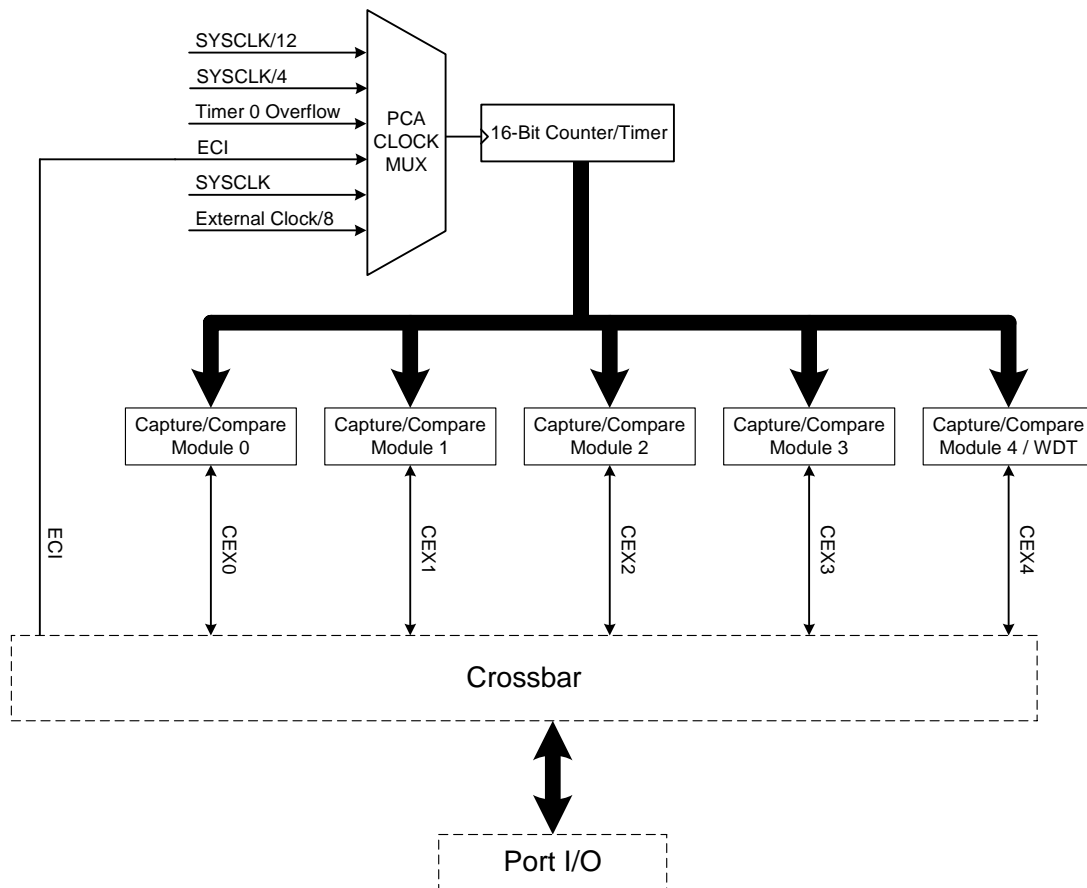 SYSCLK/12
SYSCLK/4
Timer 0 Overflow
ECI
SYSCLK
External Clock/8
PCA
CLOCK
MUX
16-Bit Counter/Timer
Capture/Compare
Module 0
Capture/Compare
Module 1
Capture/Compare
Module 2
Capture/Compare
Module 3
Capture/Compare
Module 4 / WDT
ECI
CEX0
CEX1
CEX2
CEX3
CEX4
Crossbar
Port I/O